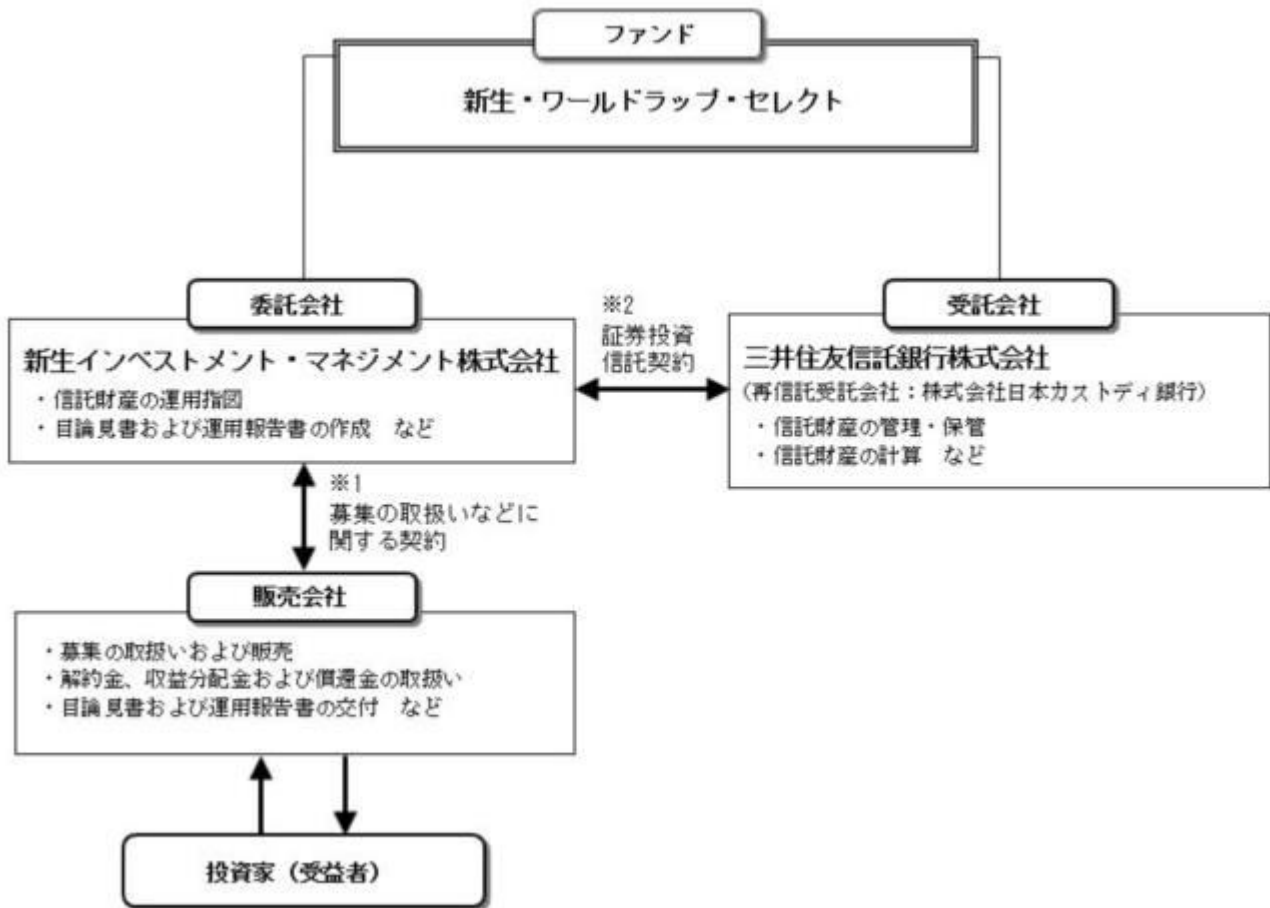 ファンド
新生・ワールドラップ・セレクト
委託会社
新生インベストメント・マネジメント株式会社
・信託財産の運用指図
・目論見書および運用報告書の作成　など
※2
証券投資
信託契約
受託会社
三井住友信託銀行株式会社
(再信託受託会社：株式会社日本カストディ銀行)
・信託財産の管理・保管
・信託財産の計算　など
※1
募集の取扱いなどに
関する契約
販売会社
・募集の取扱いおよび販売
・解約金、収益分配金および償還金の取扱い
・目論見書および運用報告書の交付　など
投資家（受益者）